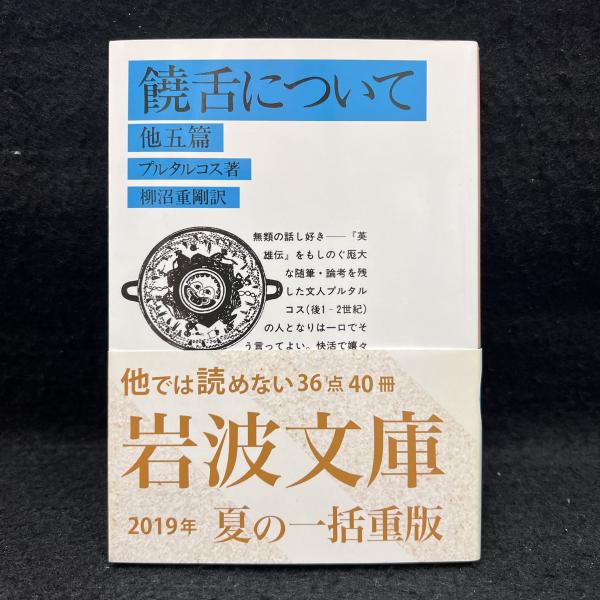 饒舌について
他五篇
プルタルコス著
柳沼重剛訳
無類の話し好き──『英
雄伝』をもしのぐ厖大
な随筆・論考を残
した文人プルタル
コス(後1‐2世紀)
の人となりは一口でそ
う言ってよい。快活で嬉々
他では読めない36点40冊
岩波文庫
2019年 夏の一括重版